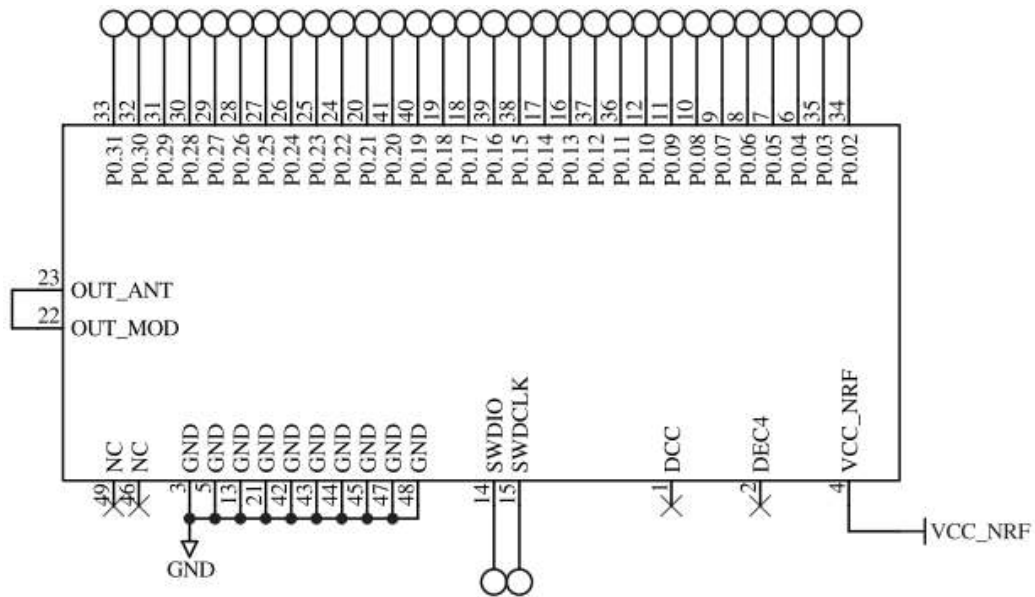 33 32 31 30 29 28 27 26 25 24 20 41 40 19 18 39 38 17 16 37 36 12 11 10 9 8 7 6 35 34
P0.31 P0.30 P0.29 P0.28 P0.27 P0.26 P0.25 P0.24 P0.23 P0.22 P0.21 P0.20 P0.19 P0.18 P0.17 P0.16 P0.15 P0.14 P0.13 P0.12 P0.11 P0.10 P0.09 P0.08 P0.07 P0.06 P0.05 P0.04 P0.03 P0.02
23
OUT_ANT
22
OUT_MOD
NC NC GND GND GND GND GND GND GND GND GND GND SWDIO SWDCLK DCC DEC4 VCC_NRF
49 46 3 5 13 21 42 43 44 45 47 48 14 15 1 2 4
VCC_NRF
GND